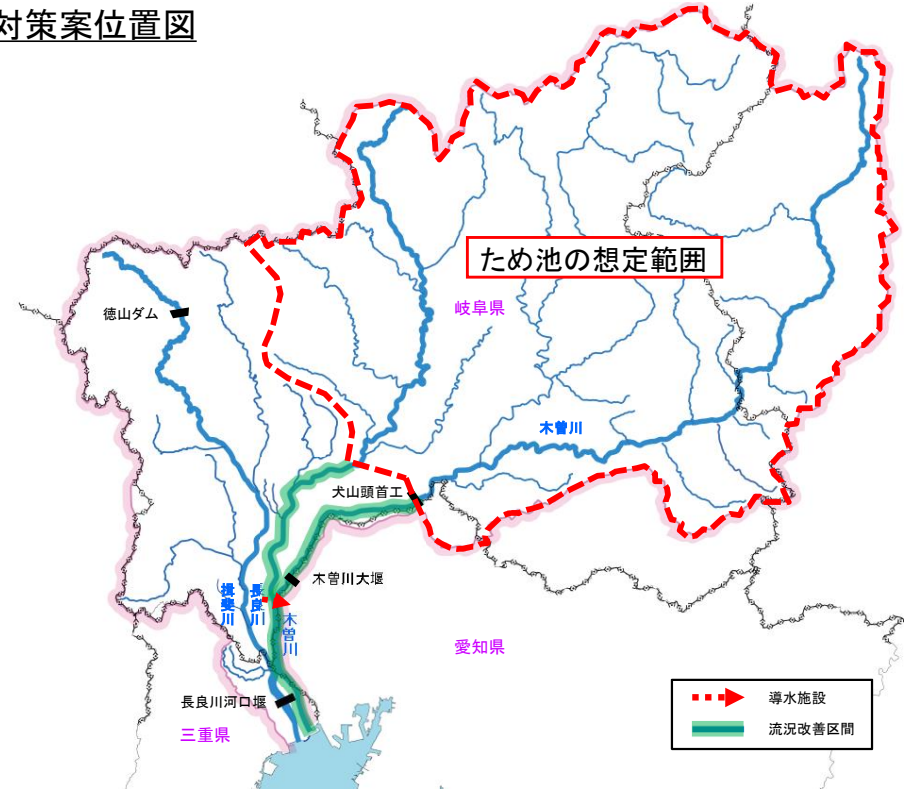 対策案位置図
ため池の想定範囲
徳山ダム
岐阜県
木曽川
犬山頭首工
木曽川大堰
揖斐川
長良川
木曽川
愛知県
長良川河口堰
三重県
導水施設
流況改善区間